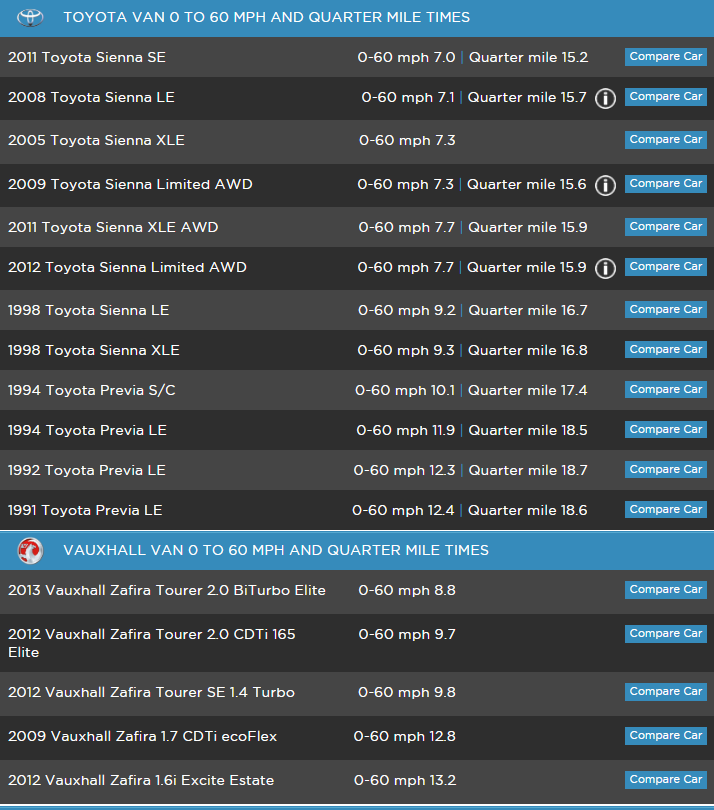 TOYOTA VAN 0 TO 60 MPH AND QUARTER MILE TIMES
2011 Toyota Sienna SE 0-60 mph 7.0 | Quarter mile 15.2 Compare Car
2008 Toyota Sienna LE 0-60 mph 7.1 | Quarter mile 15.7 i Compare Car
2005 Toyota Sienna XLE 0-60 mph 7.3 Compare Car
2009 Toyota Sienna Limited AWD 0-60 mph 7.3 | Quarter mile 15.6 i Compare Car
2011 Toyota Sienna XLE AWD 0-60 mph 7.7 | Quarter mile 15.9 Compare Car
2012 Toyota Sienna Limited AWD 0-60 mph 7.7 | Quarter mile 15.9 i Compare Car
1998 Toyota Sienna LE 0-60 mph 9.2 | Quarter mile 16.7 Compare Car
1998 Toyota Sienna XLE 0-60 mph 9.3 | Quarter mile 16.8 Compare Car
1994 Toyota Previa S/C 0-60 mph 10.1 | Quarter mile 17.4 Compare Car
1994 Toyota Previa LE 0-60 mph 11.9 | Quarter mile 18.5 Compare Car
1992 Toyota Previa LE 0-60 mph 12.3 | Quarter mile 18.7 Compare Car
1991 Toyota Previa LE 0-60 mph 12.4 | Quarter mile 18.6 Compare Car
VAUXHALL VAN 0 TO 60 MPH AND QUARTER MILE TIMES
2013 Vauxhall Zafira Tourer 2.0 BiTurbo Elite 0-60 mph 8.8 Compare Car
2012 Vauxhall Zafira Tourer 2.0 CDTi 165 0-60 mph 9.7 Compare Car
Elite
2012 Vauxhall Zafira Tourer SE 1.4 Turbo 0-60 mph 9.8 Compare Car
2009 Vauxhall Zafira 1.7 CDTi ecoFlex 0-60 mph 12.8 Compare Car
2012 Vauxhall Zafira 1.6i Excite Estate 0-60 mph 13.2 Compare Car